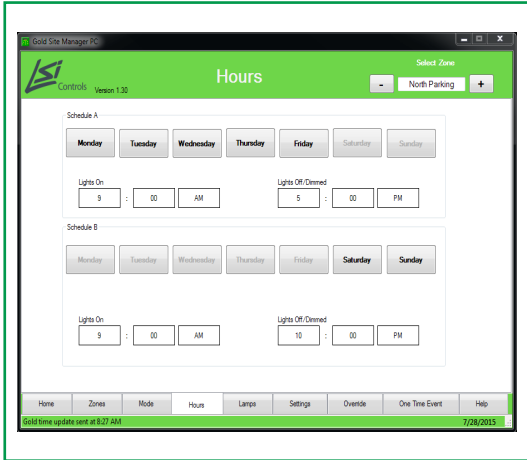 Gold Site Manager PC
LSI
Controls Version 1.30
Hours
Select Zone
- North Parking +
Schedule A
Monday Tuesday Wednesday Thursday Friday Saturday Sunday
Lights On Lights Off/Dimmed
9 : 00 AM 5 : 00 PM
Schedule B
Monday Tuesday Wednesday Thursday Friday Saturday Sunday
Lights On Lights Off/Dimmed
9 : 00 AM 10 : 00 PM
Home Zones Mode Hours Lamps Settings Override One Time Event Help
Gold time update sent at 8:27 AM 7/28/2015